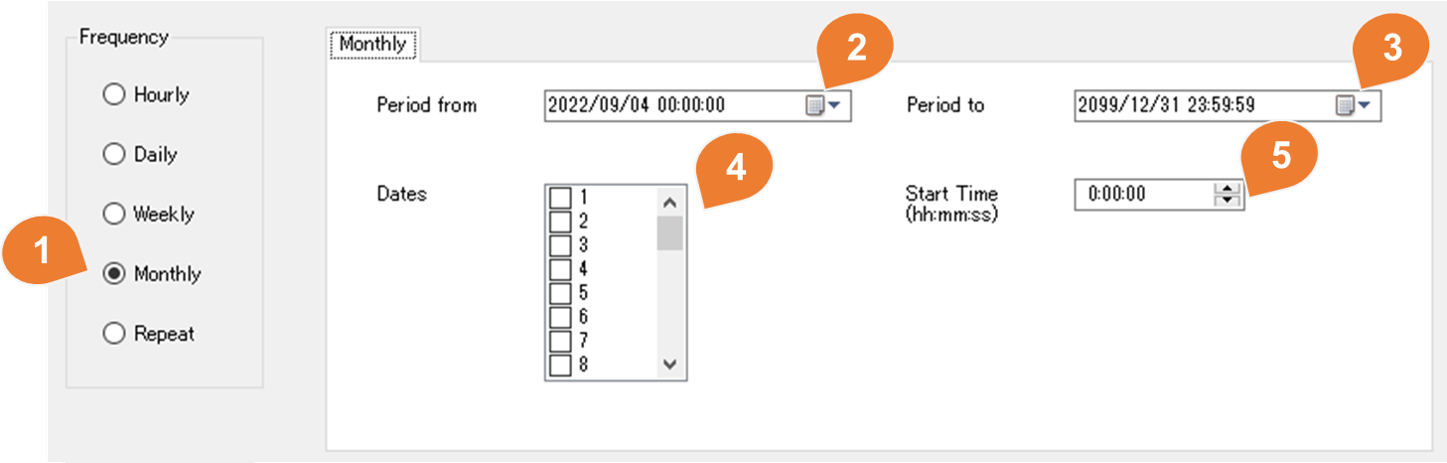 Frequency
Hourly
Daily
Weekly
Monthly
Repeat
1
Monthly
2
3
Period from
2022/09/04 00:00:00
Period to
2099/12/31 23:59:59
4
5
Dates
1
2
3
4
5
6
7
8
Start Time
(hh:mm:ss)
0:00:00